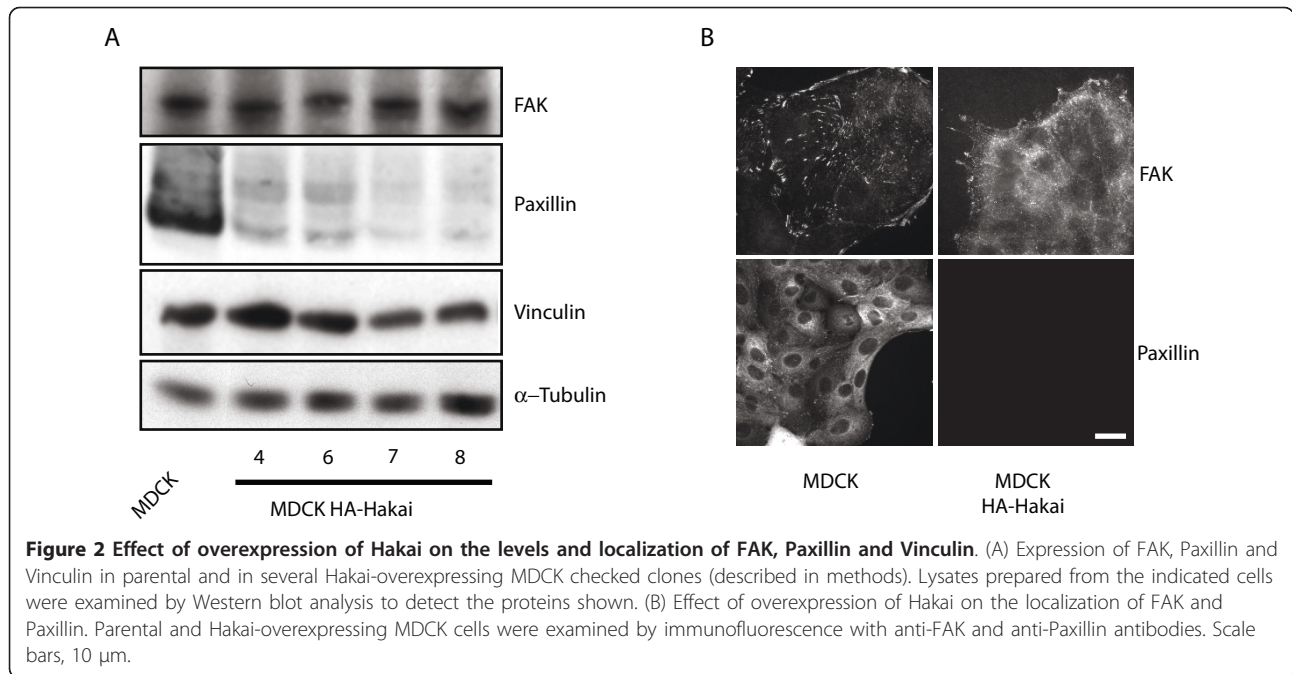 A
B
FAK
Paxillin
Vinculin
α–Tubulin
MDCK
4 6 7 8
MDCK HA-Hakai
FAK
Paxillin
MDCK
MDCK
HA-Hakai
Figure 2 Effect of overexpression of Hakai on the levels and localization of FAK, Paxillin and Vinculin. (A) Expression of FAK, Paxillin and
Vinculin in parental and in several Hakai-overexpressing MDCK checked clones (described in methods). Lysates prepared from the indicated cells
were examined by Western blot analysis to detect the proteins shown. (B) Effect of overexpression of Hakai on the localization of FAK and
Paxillin. Parental and Hakai-overexpressing MDCK cells were examined by immunofluorescence with anti-FAK and anti-Paxillin antibodies. Scale
bars, 10 μm.